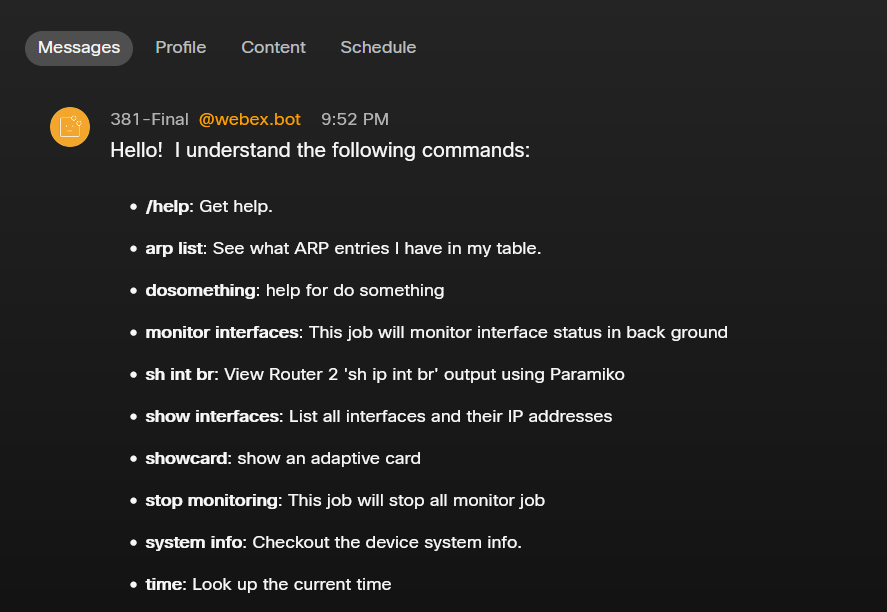 Messages Profile Content Schedule
381-Final @webex.bot 9:52 PM
Hello! I understand the following commands:
• /help: Get help.
• arp list: See what ARP entries I have in my table.
• dosomething: help for do something
• monitor interfaces: This job will monitor interface status in back ground
• sh int br: View Router 2 'sh ip int br' output using Paramiko
• show interfaces: List all interfaces and their IP addresses
• showcard: show an adaptive card
• stop monitoring: This job will stop all monitor job
• system info: Checkout the device system info.
• time: Look up the current time